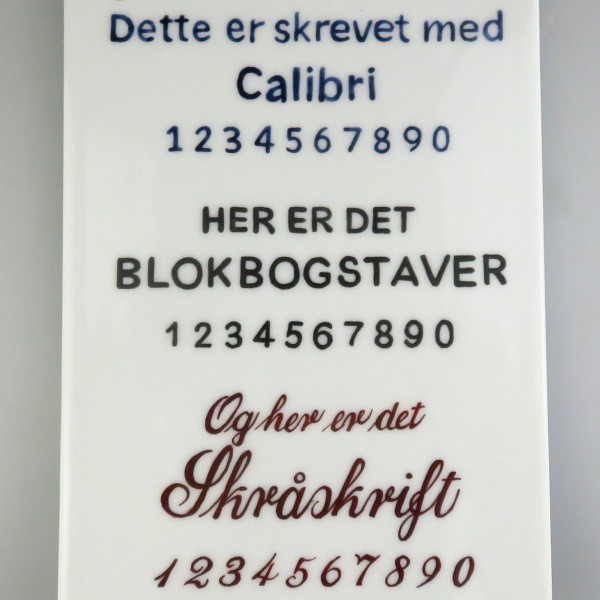 Dette er skrevet med
Calibri
1234567890
HER ER DET
BLOKBOGSTAVER
1234567890
Og her er det
Skråskrift
1234567890